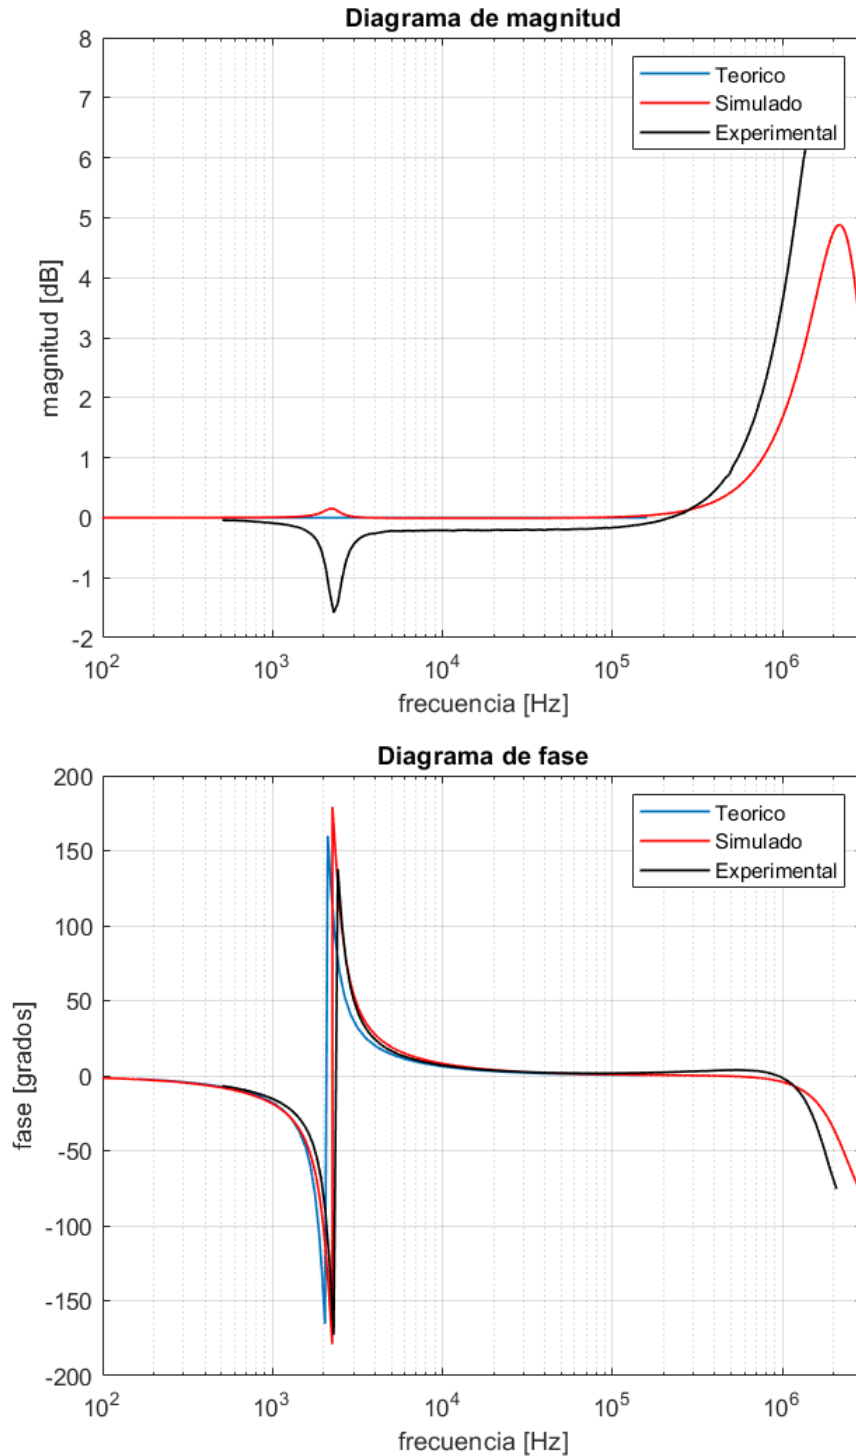 Diagrama de magnitud
8
7
6
5
4
3
2
1
0
-1
-2
magnitud [dB]
Teorico
Simulado
Experimental
10^2 10^3 10^4 10^5 10^6
frecuencia [Hz]
Diagrama de fase
200
150
100
50
0
-50
-100
-150
-200
fase [grados]
Teorico
Simulado
Experimental
10^2 10^3 10^4 10^5 10^6
frecuencia [Hz]